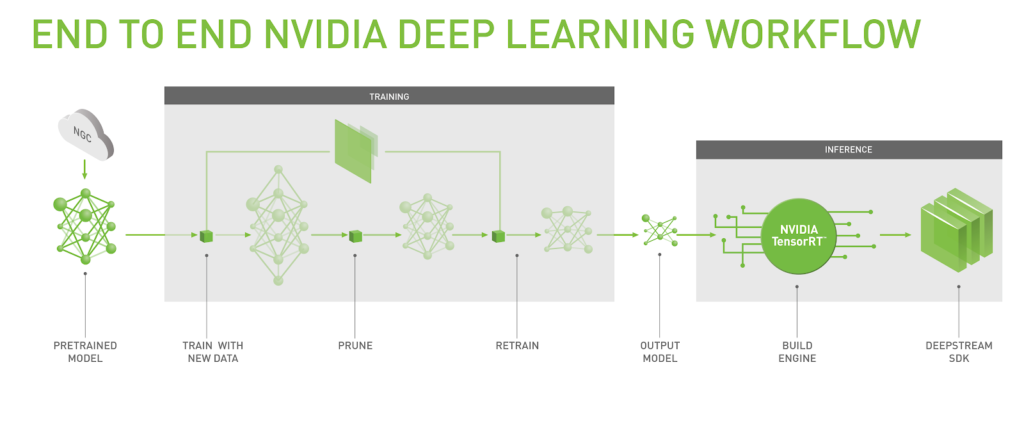 END TO END NVIDIA DEEP LEARNING WORKFLOW
TRAINING
NGC
INFERENCE
NVIDIA
TensorRT™
PRETRAINED
MODEL
TRAIN WITH
NEW DATA
PRUNE
RETRAIN
OUTPUT
MODEL
BUILD
ENGINE
DEEPSTREAM
SDK